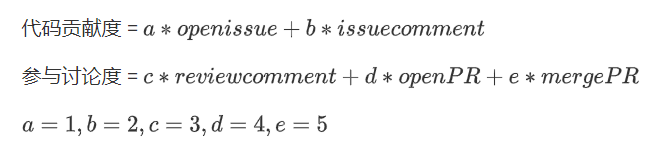 代码贡献度 = a * openissue + b * issuecomment
参与讨论度 = c * reviewcomment + d * openPR + e * mergePR
a = 1, b = 2, c = 3, d = 4, e = 5